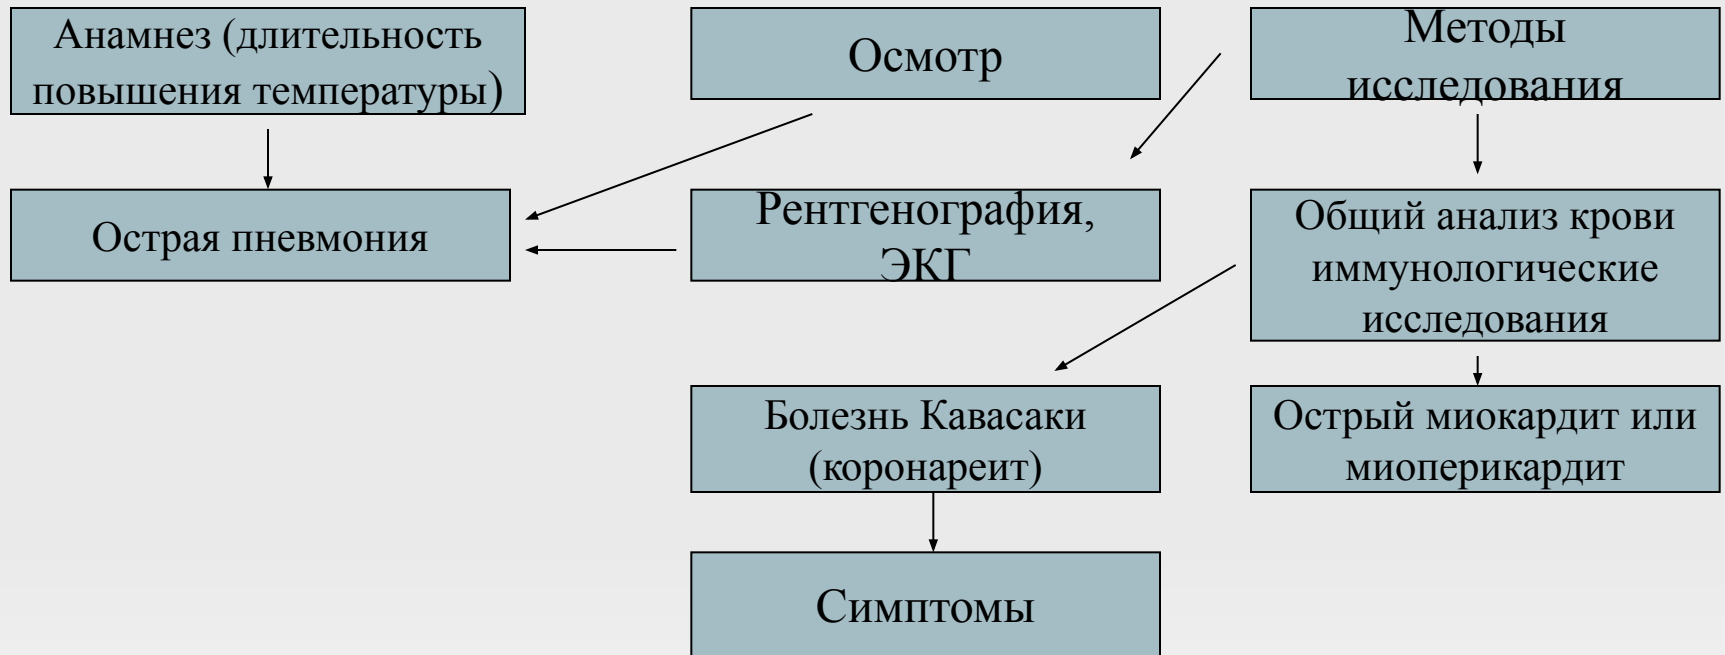 Анамнез (длительность
повышения температуры)
Осмотр
Методы
исследования
Острая пневмония
Рентгенография,
ЭКГ
Общий анализ крови
иммунологические
исследования
Болезнь Кавасаки
(коронареит)
Острый миокардит или
миоперикардит
Симптомы